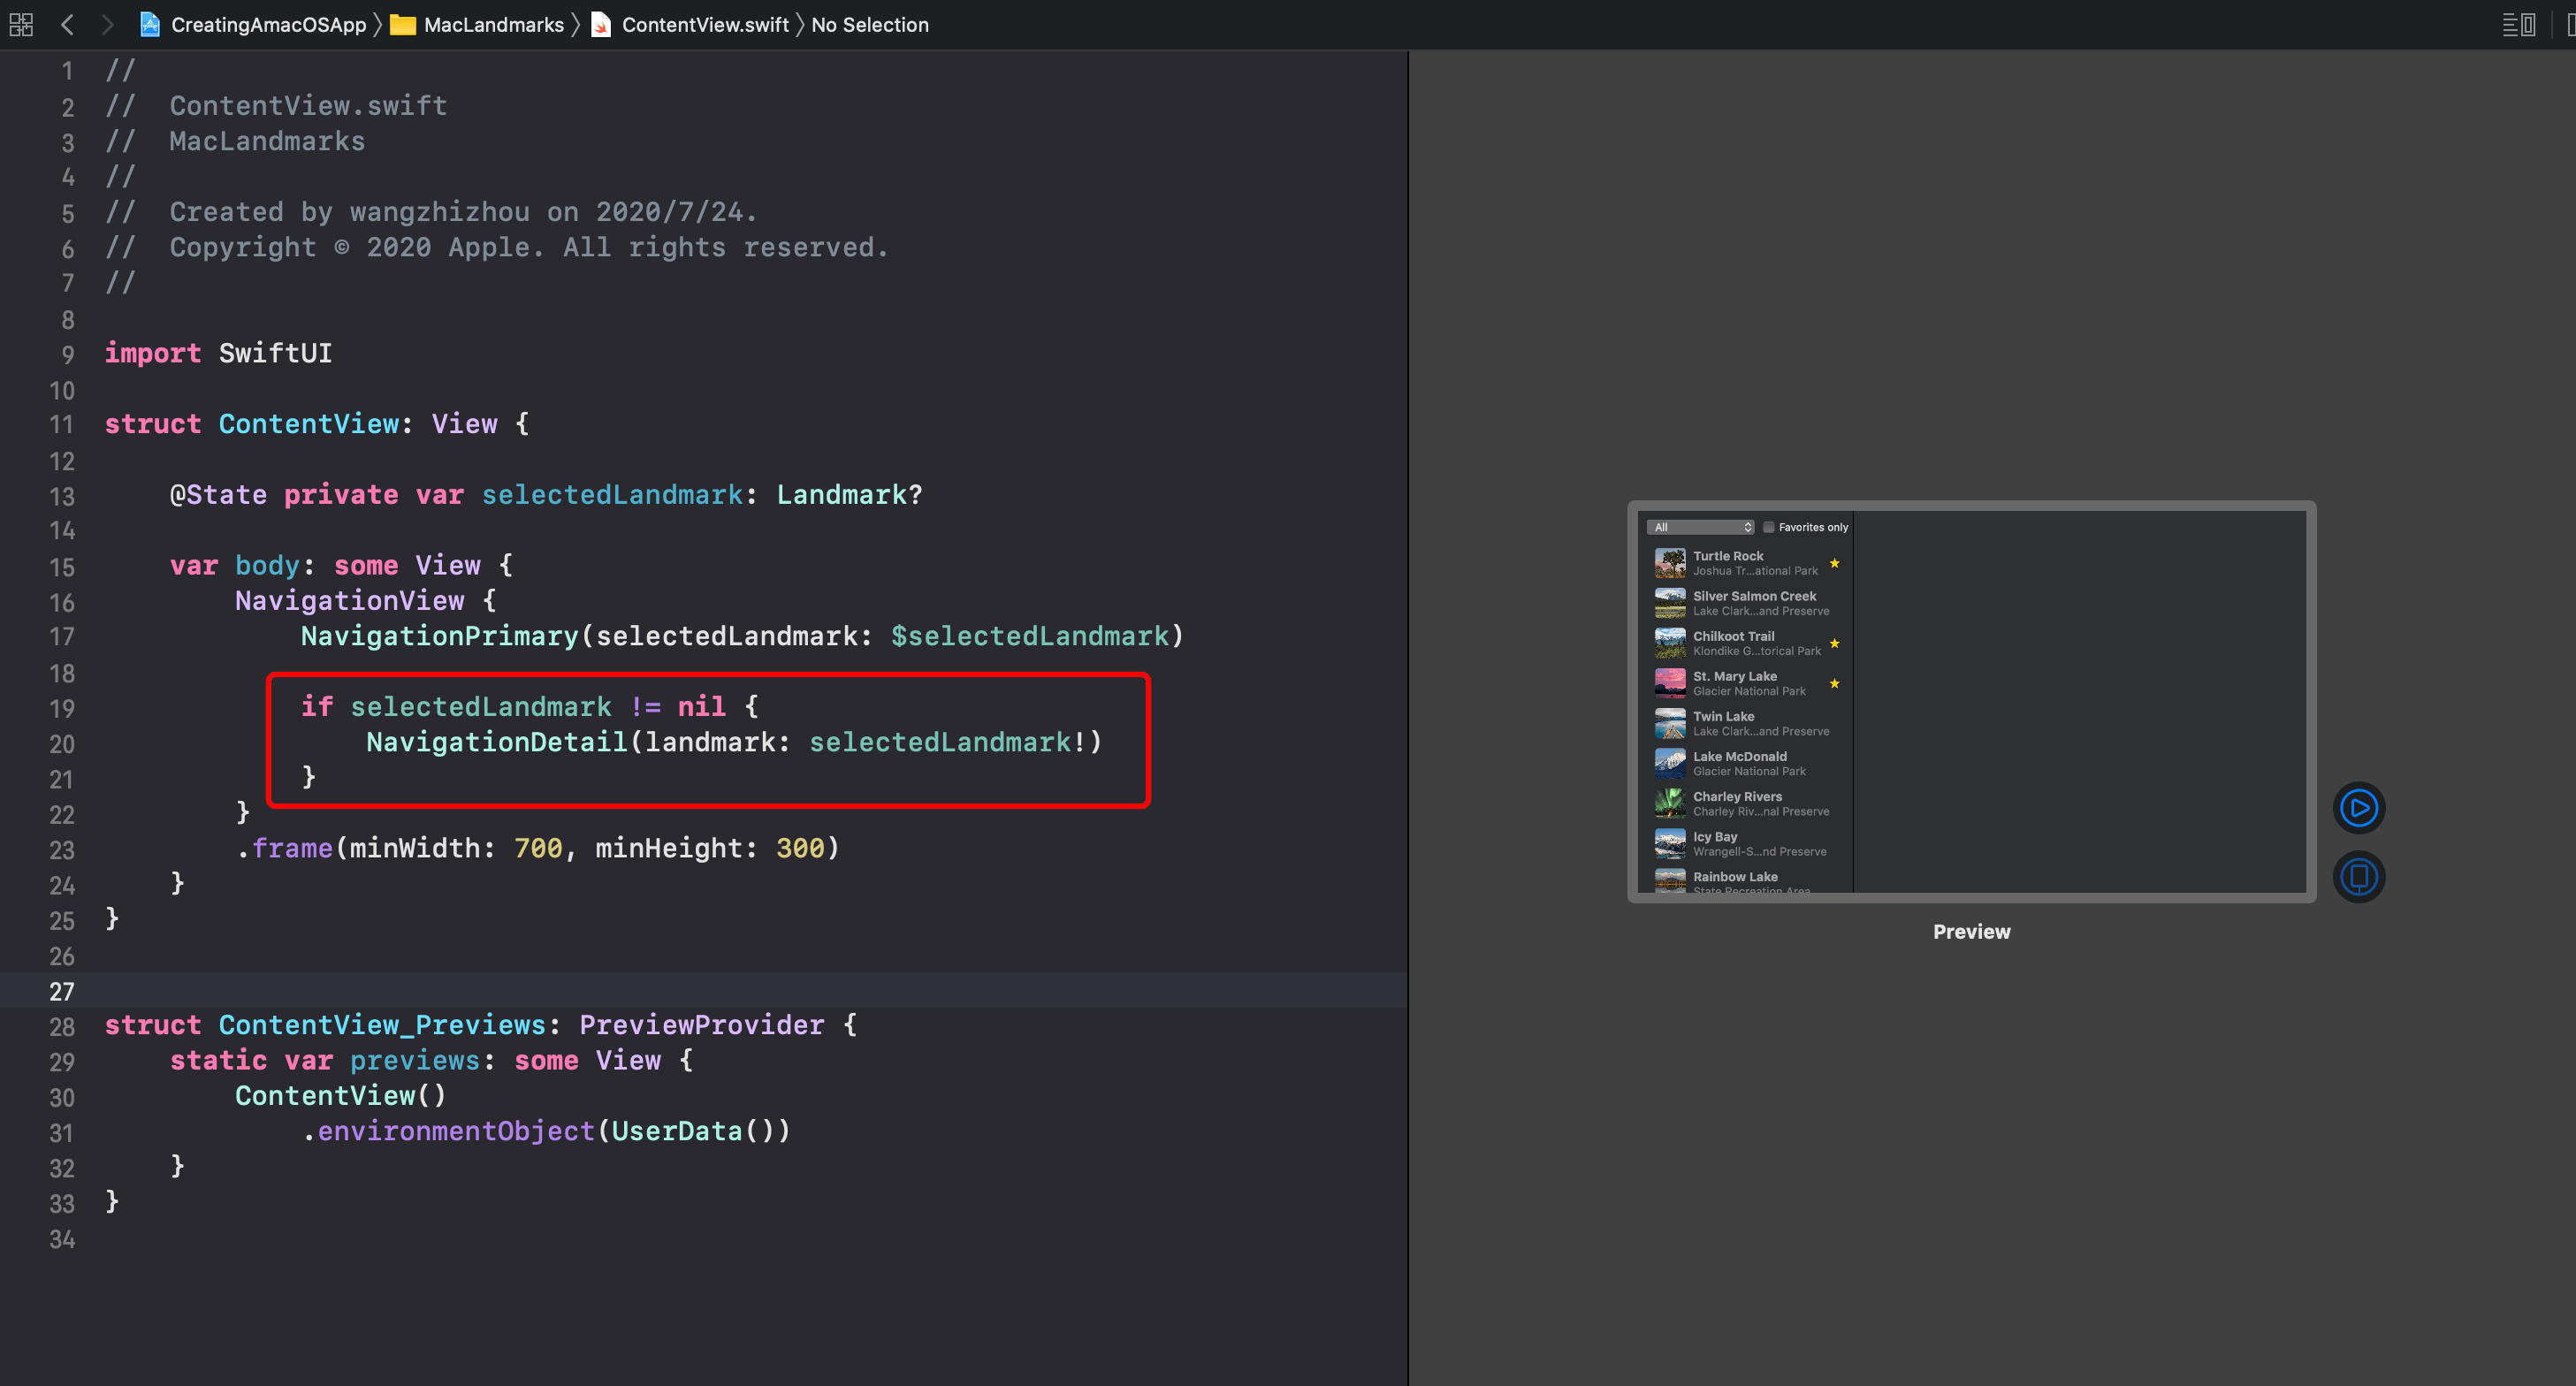 CreatingAmacOSApp 〉 MacLandmarks 〉 ContentView.swift 〉 No Selection
1 //
2 //  ContentView.swift
3 //  MacLandmarks
4 //
5 //  Created by wangzhizhou on 2020/7/24.
6 //  Copyright © 2020 Apple. All rights reserved.
7 //
8
9 import SwiftUI
10
11 struct ContentView: View {
12
13     @State private var selectedLandmark: Landmark?
14
15     var body: some View {
16         NavigationView {
17             NavigationPrimary(selectedLandmark: $selectedLandmark)
18
19             if selectedLandmark != nil {
20                 NavigationDetail(landmark: selectedLandmark!)
21             }
22         }
23         .frame(minWidth: 700, minHeight: 300)
24     }
25 }
26
27
28 struct ContentView_Previews: PreviewProvider {
29     static var previews: some View {
30         ContentView()
31             .environmentObject(UserData())
32     }
33 }
34
All Favorites only
Turtle Rock
Joshua Tr...ational Park
Silver Salmon Creek
Lake Clark...and Preserve
Chilkoot Trail
Klondike G...torical Park
St. Mary Lake
Glacier National Park
Twin Lake
Lake Clark...and Preserve
Lake McDonald
Glacier National Park
Charley Rivers
Charley Riv...nal Preserve
Icy Bay
Wrangell-S...nd Preserve
Rainbow Lake
State Recreation Area
Preview